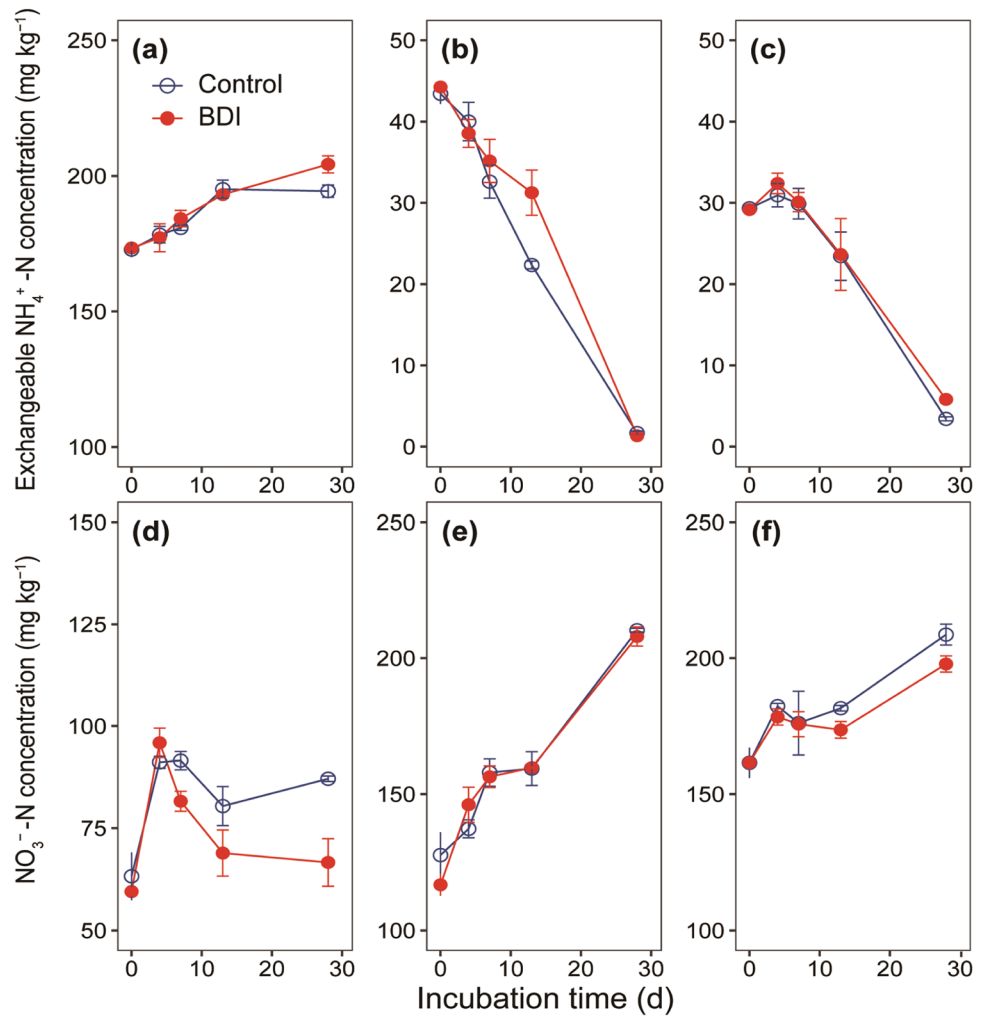 Exchangeable NH₄⁺ -N concentration (mg kg⁻¹)
250
200
150
100
(a)
Control
BDI
0 10 20 30
50
40
30
20
10
0
(b)
0 10 20 30
50
40
30
20
10
0
(c)
0 10 20 30
NO₃⁻ -N concentration (mg kg⁻¹)
150
125
100
75
50
(d)
0 10 20 30
250
200
150
100
(e)
0 10 20 30
250
200
150
100
(f)
0 10 20 30
Incubation time (d)